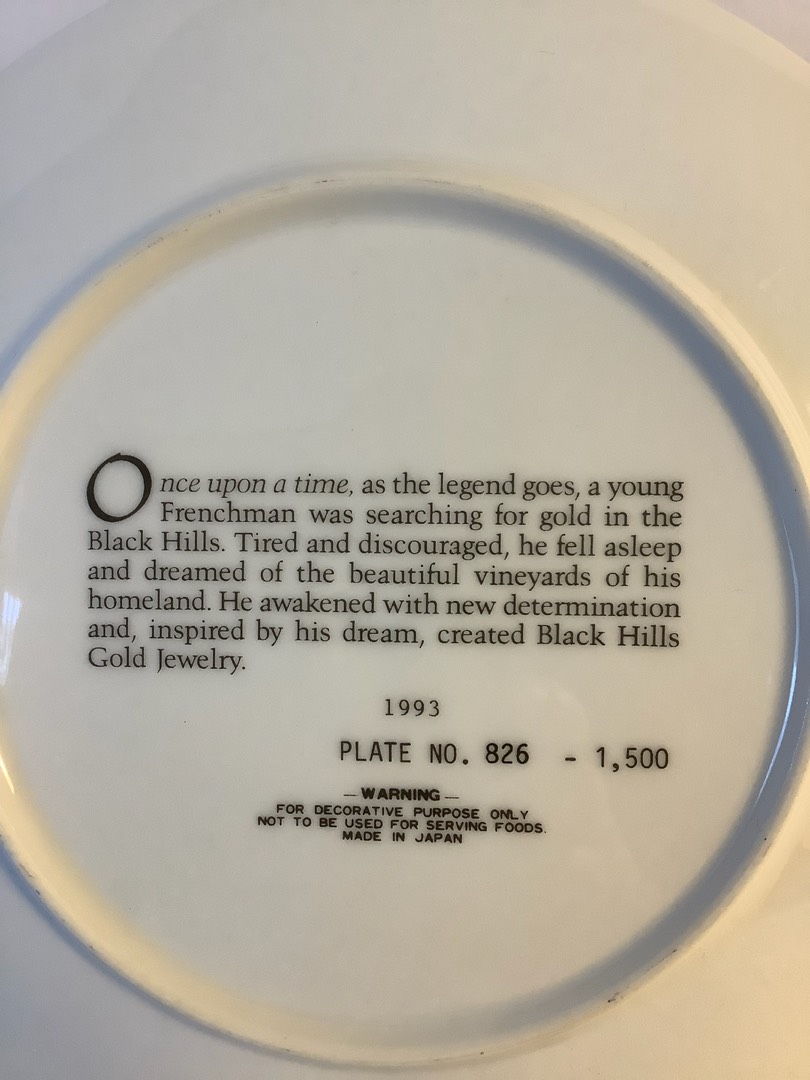 Once upon a time, as the legend goes, a young
Frenchman was searching for gold in the
Black Hills. Tired and discouraged, he fell asleep
and dreamed of the beautiful vineyards of his
homeland. He awakened with new determination
and, inspired by his dream, created Black Hills
Gold Jewelry.
1993
PLATE NO. 826 - 1,500
— WARNING —
FOR DECORATIVE PURPOSE ONLY
NOT TO BE USED FOR SERVING FOODS.
MADE IN JAPAN